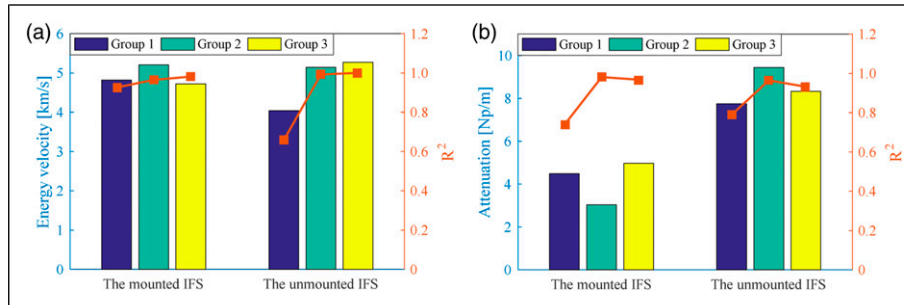 (a)
Group 1 Group 2 Group 3
Energy velocity [km/s]
6
5
4
3
2
1
0
1.2
1.0
0.8
0.6
0.4
0.2
0
R²
The mounted IFS The unmounted IFS
(b)
Group 1 Group 2 Group 3
Attenuation [Np/m]
10
8
6
4
2
0
1.2
1.0
0.8
0.6
0.4
0.2
0
R²
The mounted IFS The unmounted IFS